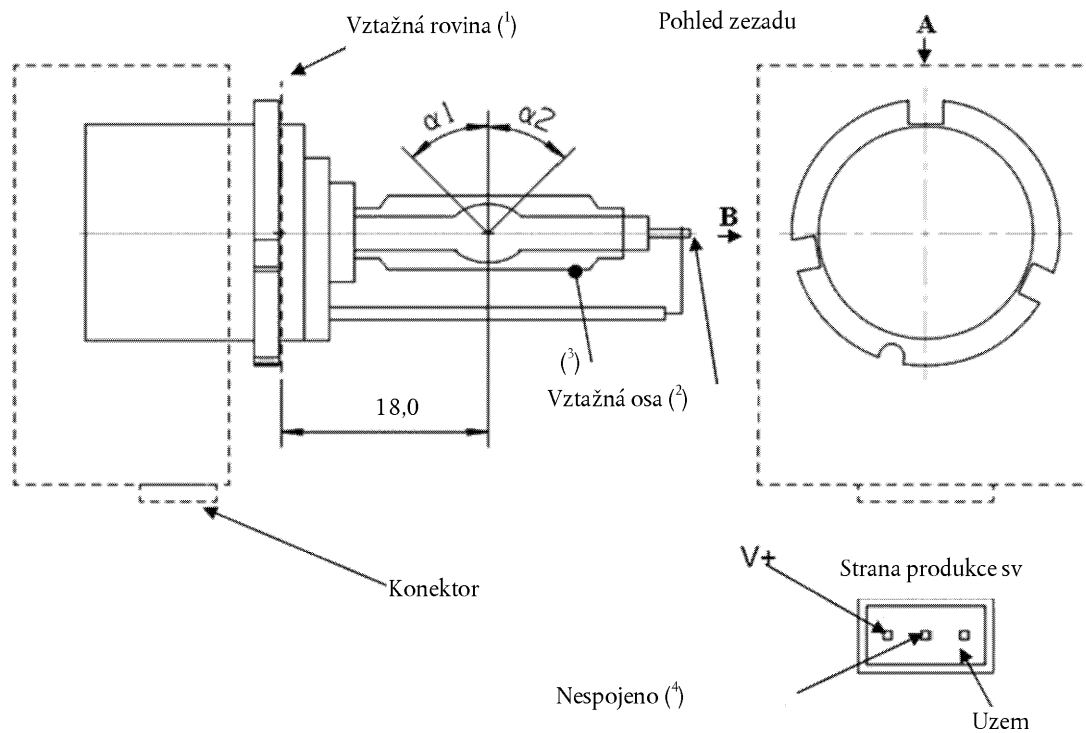 Vztažná rovina (¹)
Pohled zezadu
A
α1
α2
B
(³)
Vztažná osa (²)
18,0
Konektor
V+
Strana produkce sv
Nespojeno (⁴)
Uzem